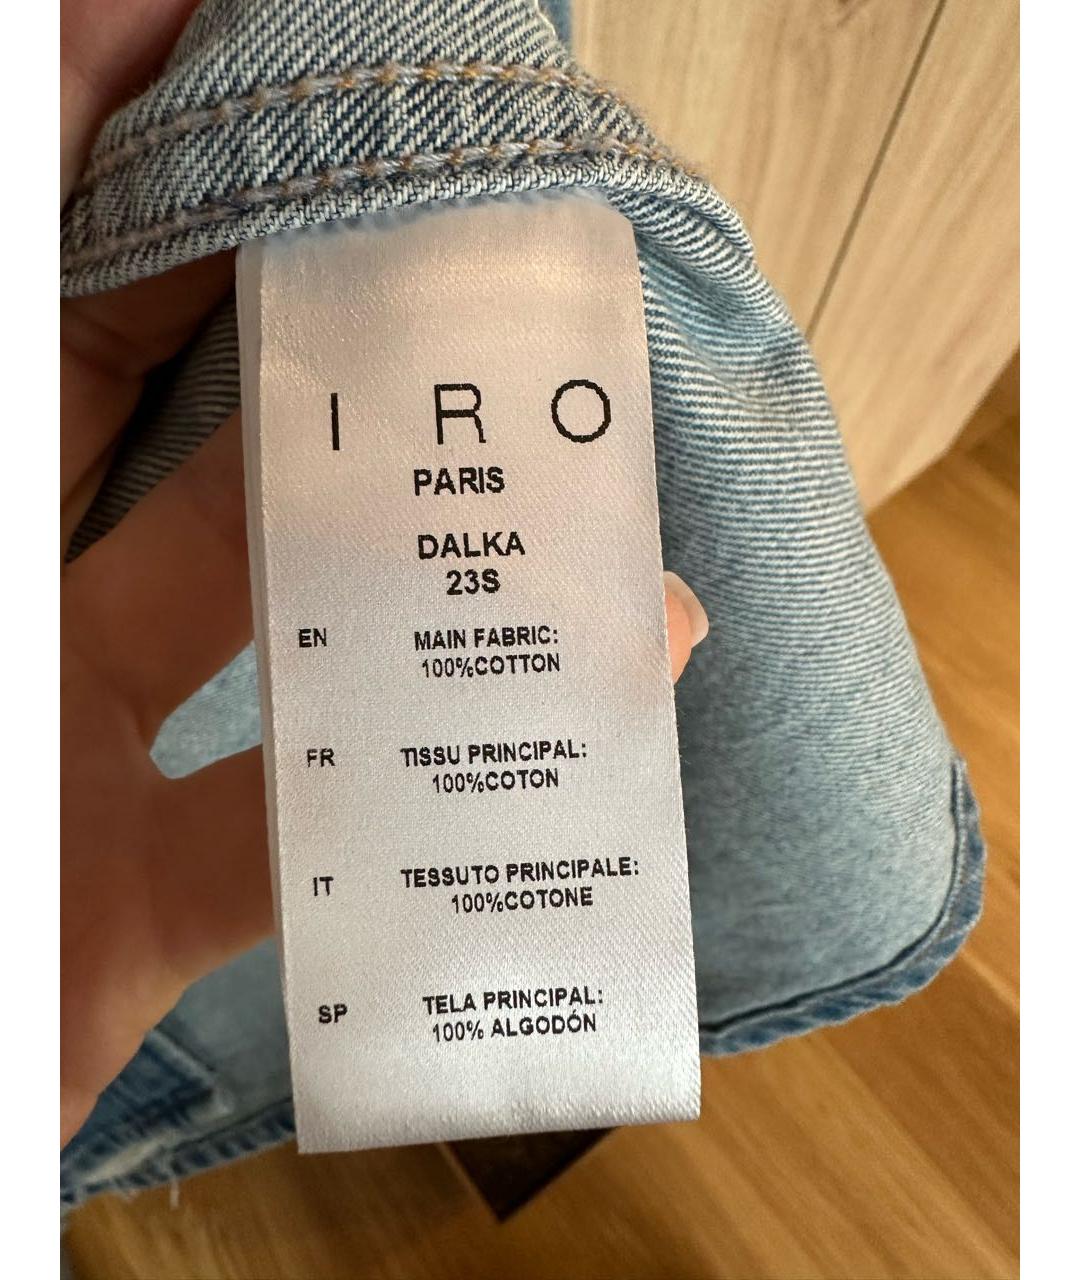 I R O
PARIS
DALKA
23S
EN
MAIN FABRIC:
100%COTTON
FR
TISSU PRINCIPAL:
100%COTON
IT
TESSUTO PRINCIPALE:
100%COTONE
SP
TELA PRINCIPAL:
100% ALGODÓN